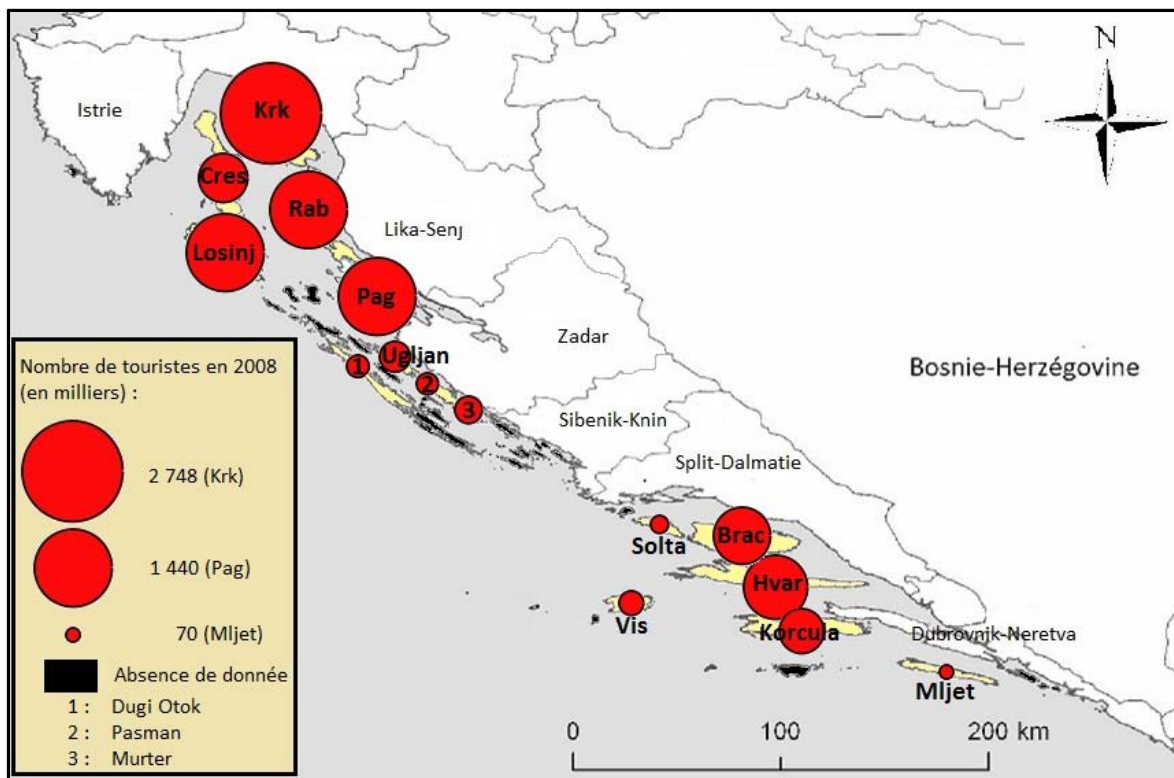 N
Istrie
Krk
Cres
Rab
Losinj
Lika-Senj
Pag
Zadar
Ugljan
1
2
3
Bosnie-Herzégovine
Sibenik-Knin
Split-Dalmatie
Solta
Brac
Hvar
Vis
Korcula
Dubrovnik-Neretva
Mljet
Nombre de touristes en 2008
(en milliers) :
2 748 (Krk)
1 440 (Pag)
70 (Mljet)
Absence de donnée
1 : Dugi Otok
2 : Pasman
3 : Murter
0 100 200 km